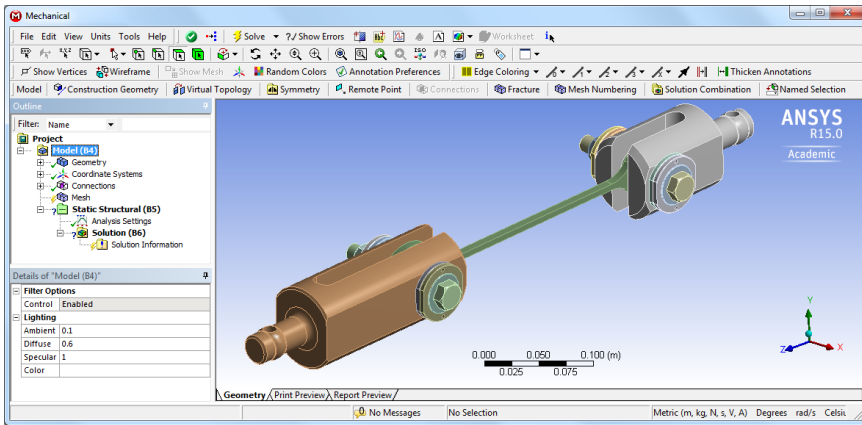 Mechanical
File Edit View Units Tools Help Solve ?/ Show Errors A Worksheet
Show Vertices Wireframe Show Mesh Random Colors Annotation Preferences Edge Coloring Thicken Annotations
Model Construction Geometry Virtual Topology Symmetry Remote Point Connections Fracture Mesh Numbering Solution Combination Named Selection
Outline
Filter: Name
Project
Model (B4)
Geometry
Coordinate Systems
Connections
Mesh
Static Structural (B5)
Analysis Settings
Solution (B6)
Solution Information
Details of "Model (B4)"
Filter Options
Control Enabled
Lighting
Ambient 0.1
Diffuse 0.6
Specular 1
Color
ANSYS
R15.0
Academic
0.000 0.050 0.100 (m)
0.025 0.075
Y
Z X
Geometry Print Preview Report Preview
No Messages No Selection Metric (m, kg, N, s, V, A) Degrees rad/s Celsiu